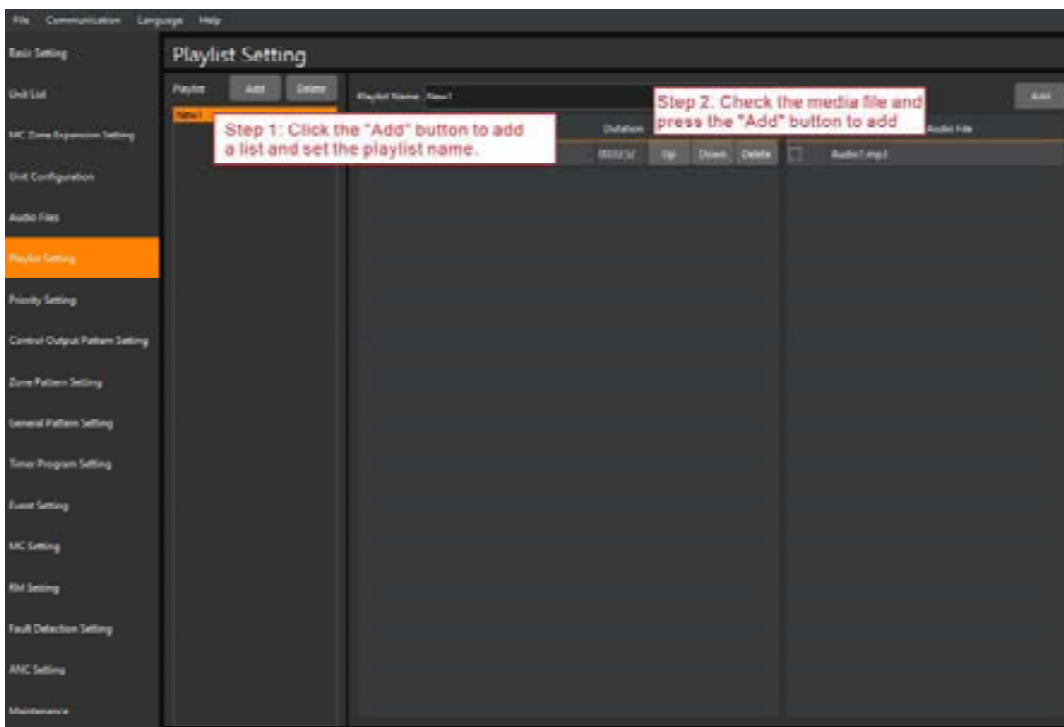 File Communication Language Help
Basic Setting
Unit List
MC Zone Expansion Setting
Unit Configuration
Audio Files
Playlist Setting
Priority Setting
Control Output Pattern Setting
Zone Pattern Setting
General Pattern Setting
Timer Program Setting
Event Setting
MC Setting
RM Setting
Fault Detection Setting
ANC Setting
Maintenance
Playlist Setting
Playlist Add Delete
New1
Step 1: Click the "Add" button to add
a list and set the playlist name.
Playlist Name New1
Step 2. Check the media file and
press the "Add" button to add
Add
Duration
Audio File
Up Down Delete
Audio1.mp3